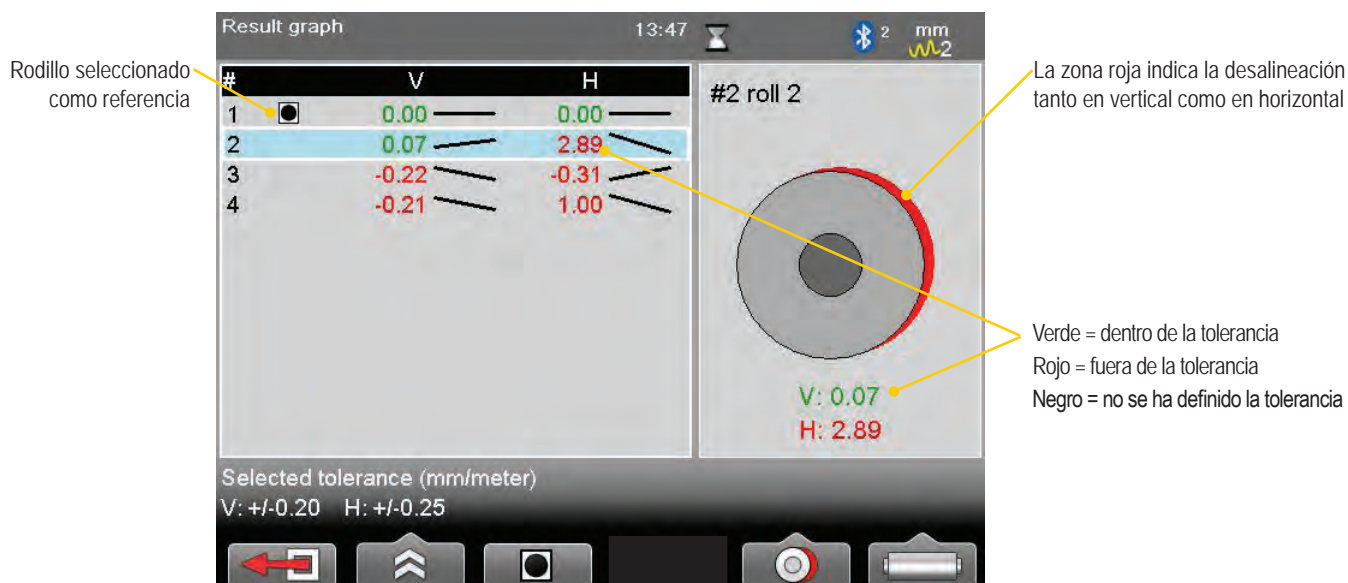 Result graph 13:47 2 mm
2
Rodillo seleccionado
como referencia
# V H
1 0.00 0.00
2 0.07 2.89
3 -0.22 -0.31
4 -0.21 1.00
#2 roll 2
V: 0.07
H: 2.89
La zona roja indica la desalineación
tanto en vertical como en horizontal
Verde = dentro de la tolerancia
Rojo = fuera de la tolerancia
Negro = no se ha definido la tolerancia
Selected tolerance (mm/meter)
V: +/-0.20 H: +/-0.25